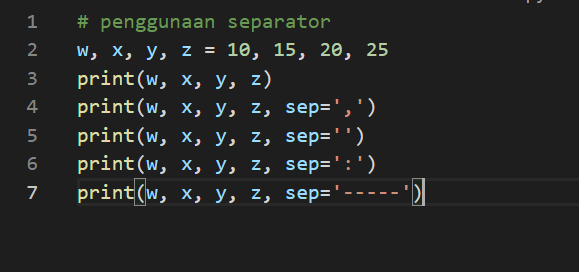 1 # penggunaan separator
2 w, x, y, z = 10, 15, 20, 25
3 print(w, x, y, z)
4 print(w, x, y, z, sep=',')
5 print(w, x, y, z, sep='')
6 print(w, x, y, z, sep=':')
7 print(w, x, y, z, sep='-----')